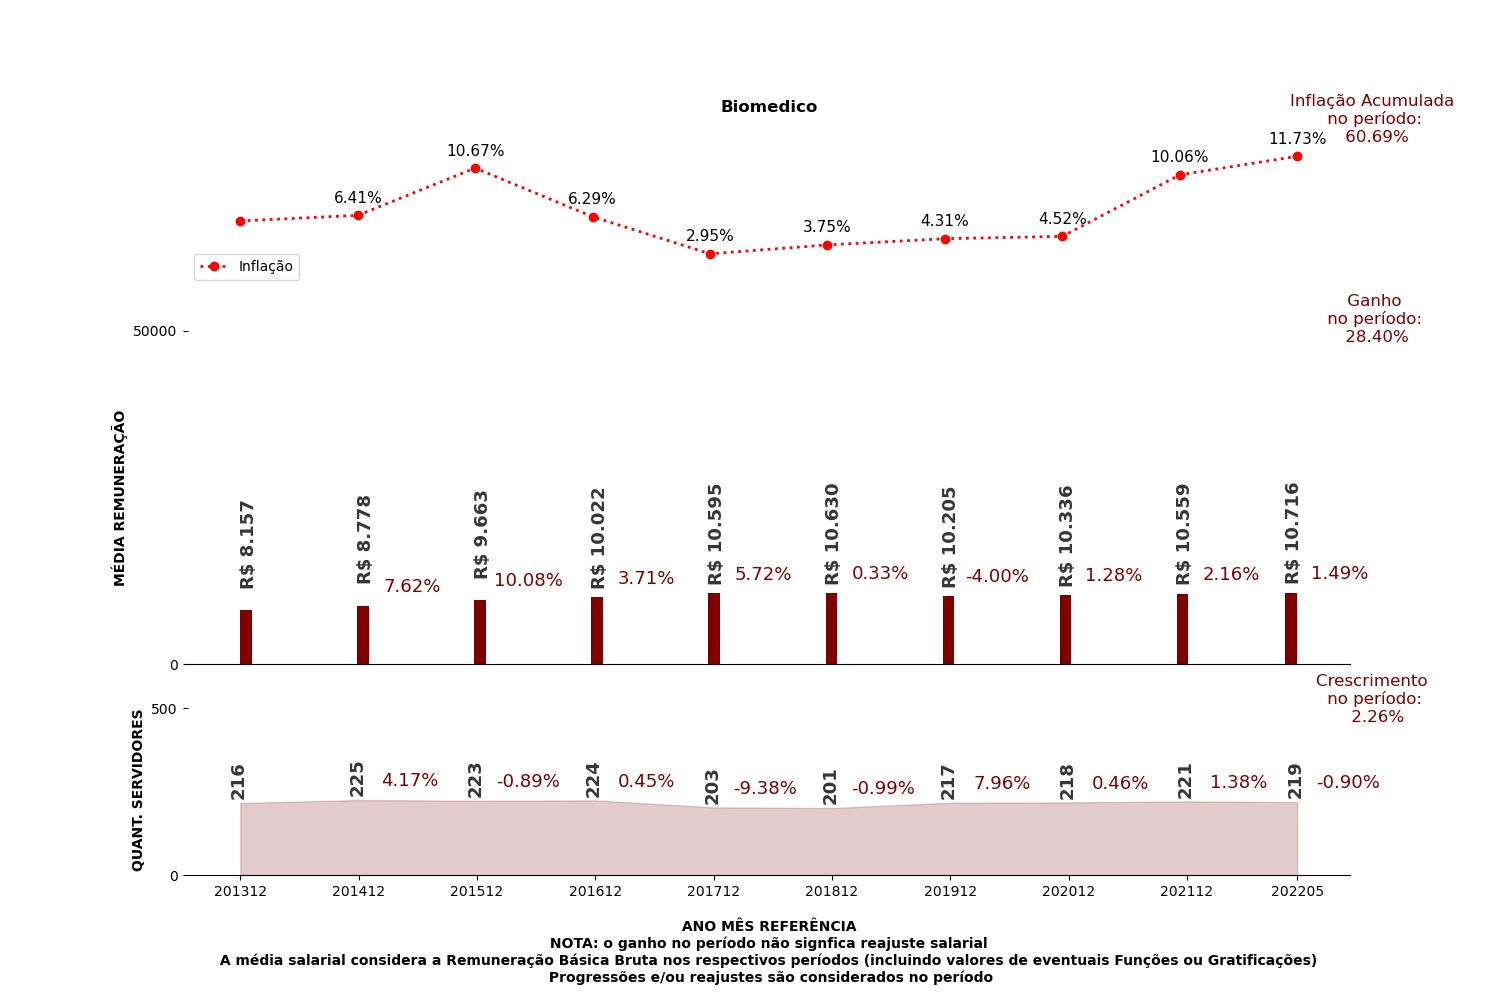 Biomedico
Inflação Acumulada
no período:
60.69%
6.41%
10.67%
6.29%
2.95%
3.75%
4.31%
4.52%
10.06%
11.73%
Inflação
Ganho
no período:
28.40%
50000
0
MÉDIA REMUNERAÇÃO
R$ 8.157
R$ 8.778
R$ 9.663
R$ 10.022
R$ 10.595
R$ 10.630
R$ 10.205
R$ 10.336
R$ 10.559
R$ 10.716
7.62%
10.08%
3.71%
5.72%
0.33%
-4.00%
1.28%
2.16%
1.49%
Crescrimento
no período:
2.26%
500
0
QUANT. SERVIDORES
216
225
223
224
203
201
217
218
221
219
4.17%
-0.89%
0.45%
-9.38%
-0.99%
7.96%
0.46%
1.38%
-0.90%
201312
201412
201512
201612
201712
201812
201912
202012
202112
202205
ANO MÊS REFERÊNCIA
NOTA: o ganho no período não signfica reajuste salarial
A média salarial considera a Remuneração Básica Bruta nos respectivos períodos (incluindo valores de eventuais Funções ou Gratificações)
Progressões e/ou reajustes são considerados no período